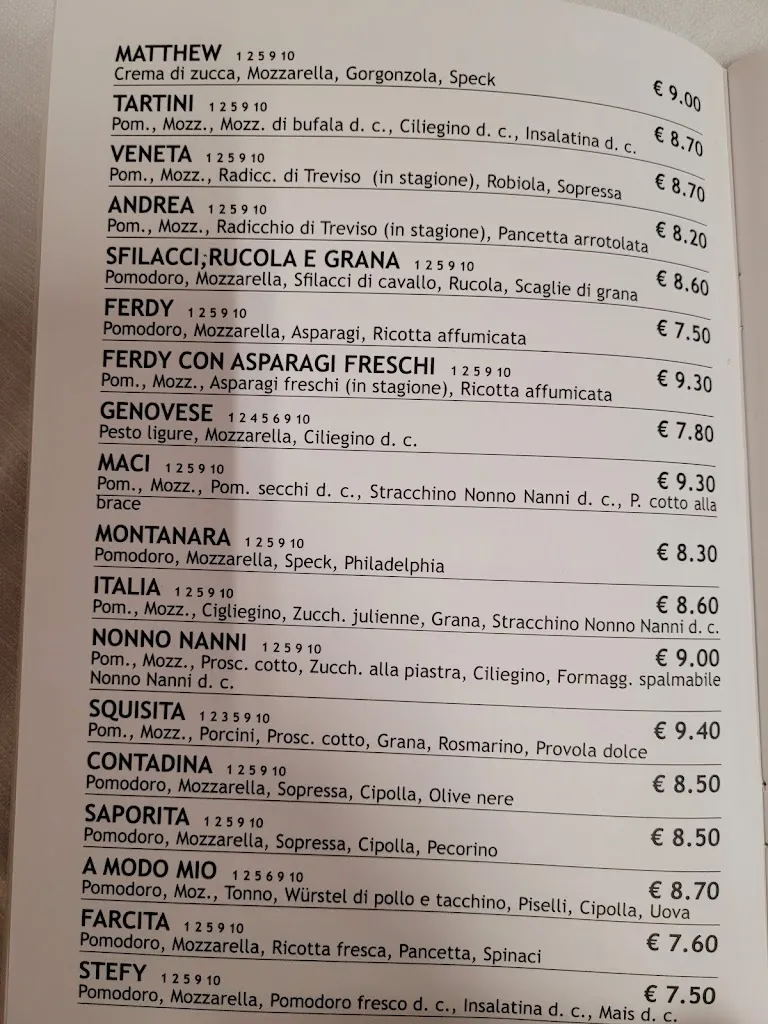 MATTHEW 1 2 5 9 10
Crema di zucca, Mozzarella, Gorgonzola, Speck € 9.00
TARTINI 1 2 5 9 10
Pom., Mozz., Mozz. di bufala d. c., Ciliegino d. c., Insalatina d. c. € 8.70
VENETA 1 2 5 9 10
Pom., Mozz., Radicc. di Treviso (in stagione), Robiola, Sopressa € 8.70
ANDREA 1 2 5 9 10
Pom., Mozz., Radicchio di Treviso (in stagione), Pancetta arrotolata € 8.20
SFILACCI;RUCOLA E GRANA 1 2 5 9 10
Pomodoro, Mozzarella, Sfilacci di cavallo, Rucola, Scaglie di grana € 8.60
FERDY 1 2 5 9 10
Pomodoro, Mozzarella, Asparagi, Ricotta affumicata € 7.50
FERDY CON ASPARAGI FRESCHI 1 2 5 9 10
Pom., Mozz., Asparagi freschi (in stagione), Ricotta affumicata € 9.30
GENOVESE 1 2 4 5 6 9 10
Pesto ligure, Mozzarella, Ciliegino d. c. € 7.80
MACI 1 2 5 9 10 € 9.30
Pom., Mozz., Pom. secchi d. c., Stracchino Nonno Nanni d. c., P. cotto alla
brace
MONTANARA 1 2 5 9 10 € 8.30
Pomodoro, Mozzarella, Speck, Philadelphia
ITALIA 1 2 5 9 10 € 8.60
Pom., Mozz., Cigliegino, Zucch. julienne, Grana, Stracchino Nonno Nanni d. c.
NONNO NANNI 1 2 5 9 10 € 9.00
Pom., Mozz., Prosc. cotto, Zucch. alla piastra, Ciliegino, Formagg. spalmabile
Nonno Nanni d. c.
SQUISITA 1 2 3 5 9 10 € 9.40
Pom., Mozz., Porcini, Prosc. cotto, Grana, Rosmarino, Provola dolce
CONTADINA 1 2 5 9 10 € 8.50
Pomodoro, Mozzarella, Sopressa, Cipolla, Olive nere
SAPORITA 1 2 5 9 10 € 8.50
Pomodoro, Mozzarella, Sopressa, Cipolla, Pecorino
A MODO MIO 1 2 5 6 9 10 € 8.70
Pomodoro, Moz., Tonno, Würstel di pollo e tacchino, Piselli, Cipolla, Uova
FARCITA 1 2 5 9 10 € 7.60
Pomodoro, Mozzarella, Ricotta fresca, Pancetta, Spinaci
STEFY 1 2 5 9 10 € 7.50
Pomodoro, Mozzarella, Pomodoro fresco d. c., Insalatina d. c., Mais d. c.